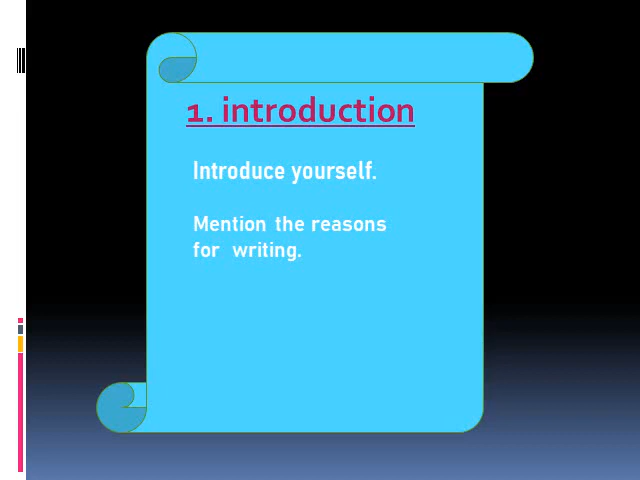 1. introduction
Introduce yourself.
Mention the reasons
for writing.